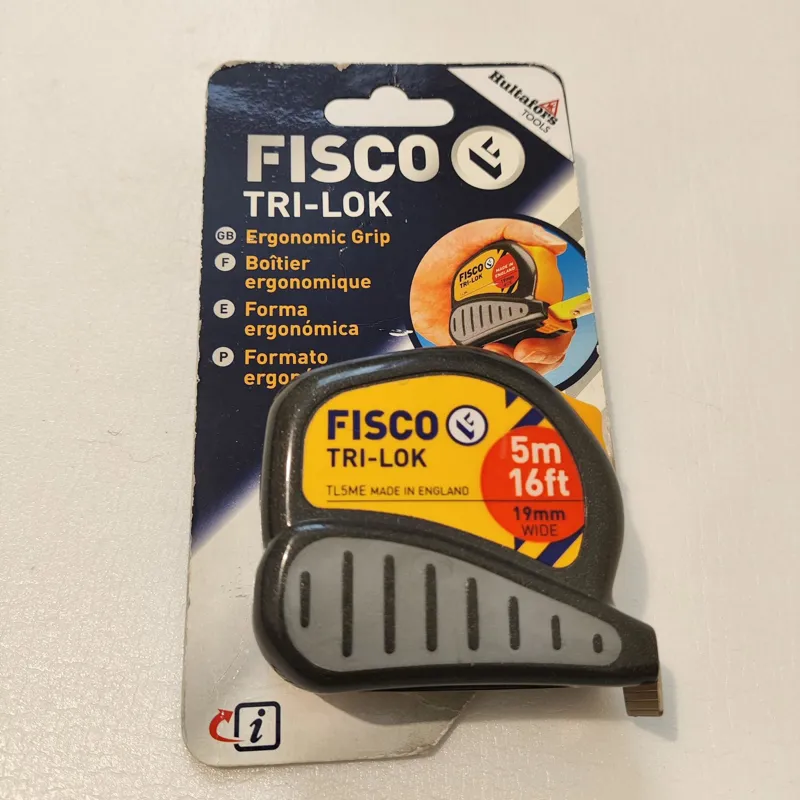 Hultafors
TOOLS
FISCO
TRI-LOK
GB Ergonomic Grip
F Boîtier
ergonomique
E Forma
ergonómica
P Formato
FISCO
TRI-LOK
MADE IN
ENGLAND
FISCO
TRI-LOK
TL5ME MADE IN ENGLAND
5m
16ft
19mm
WIDE
i